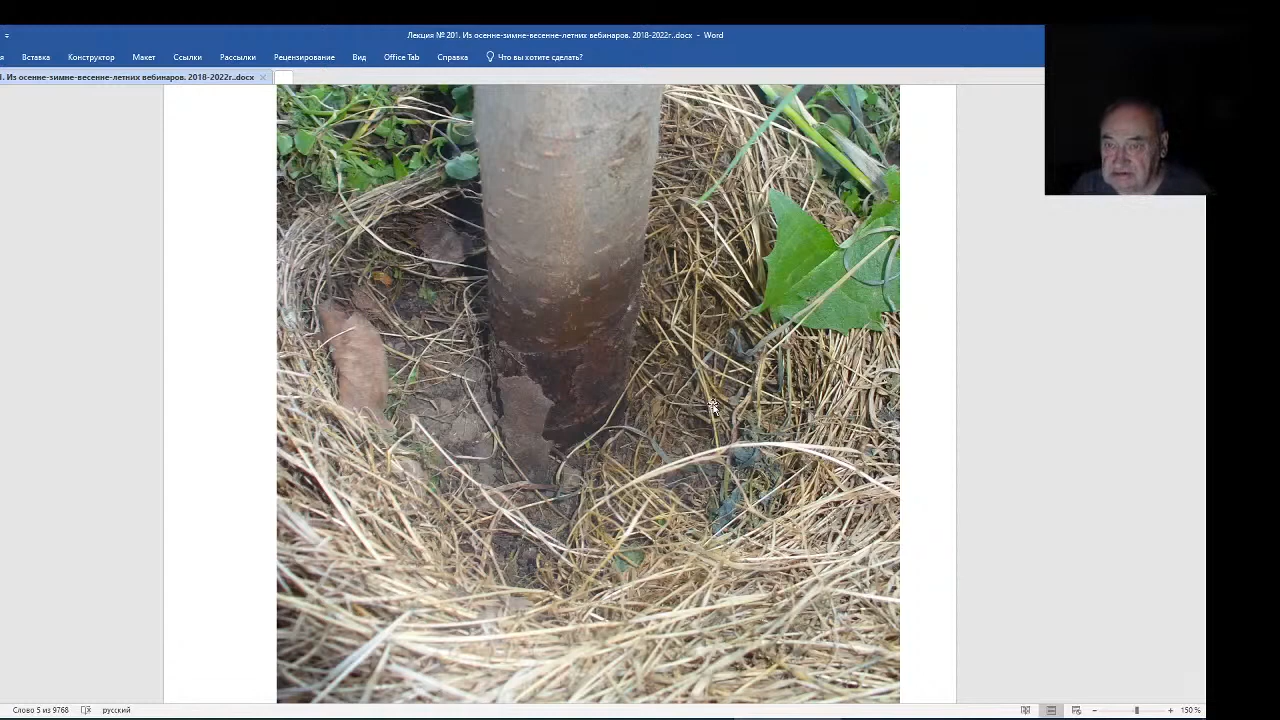 Лекция № 201. Из осенне-зимне-весенне-летних вебинаров. 2018-2022г..docx - Word
Вставка Конструктор Макет Ссылки Рассылки Рецензирование Вид Office Tab Справка Что вы хотите сделать?
. Из осенне-зимне-весенне-летних вебинаров. 2018-2022г..docx
Слово 5 из 9768 русский 150 %